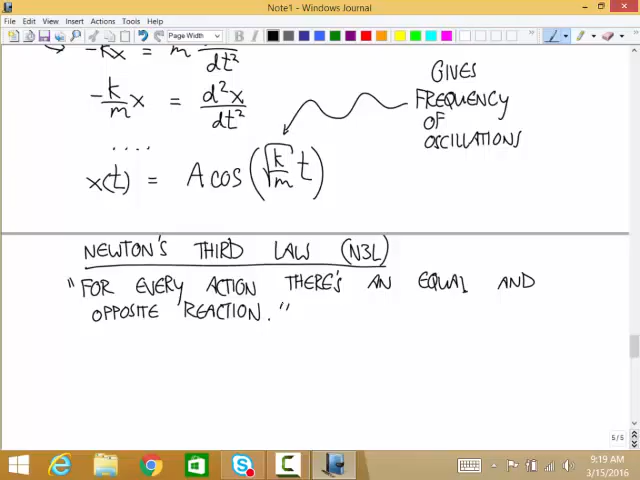 Note1 - Windows Journal
File Edit View Insert Actions Tools Help
Page Width
-kx = m
dt²
-k/m x = d²x/dt²
GIVES
FREQUENCY
OF
OSCILLATIONS
....
x(t) = A cos(√(k/m) t)
NEWTON'S THIRD LAW (N3L)
"FOR EVERY ACTION THERE'S AN EQUAL AND
OPPOSITE REACTION."
5/5
9:19 AM
3/15/2016